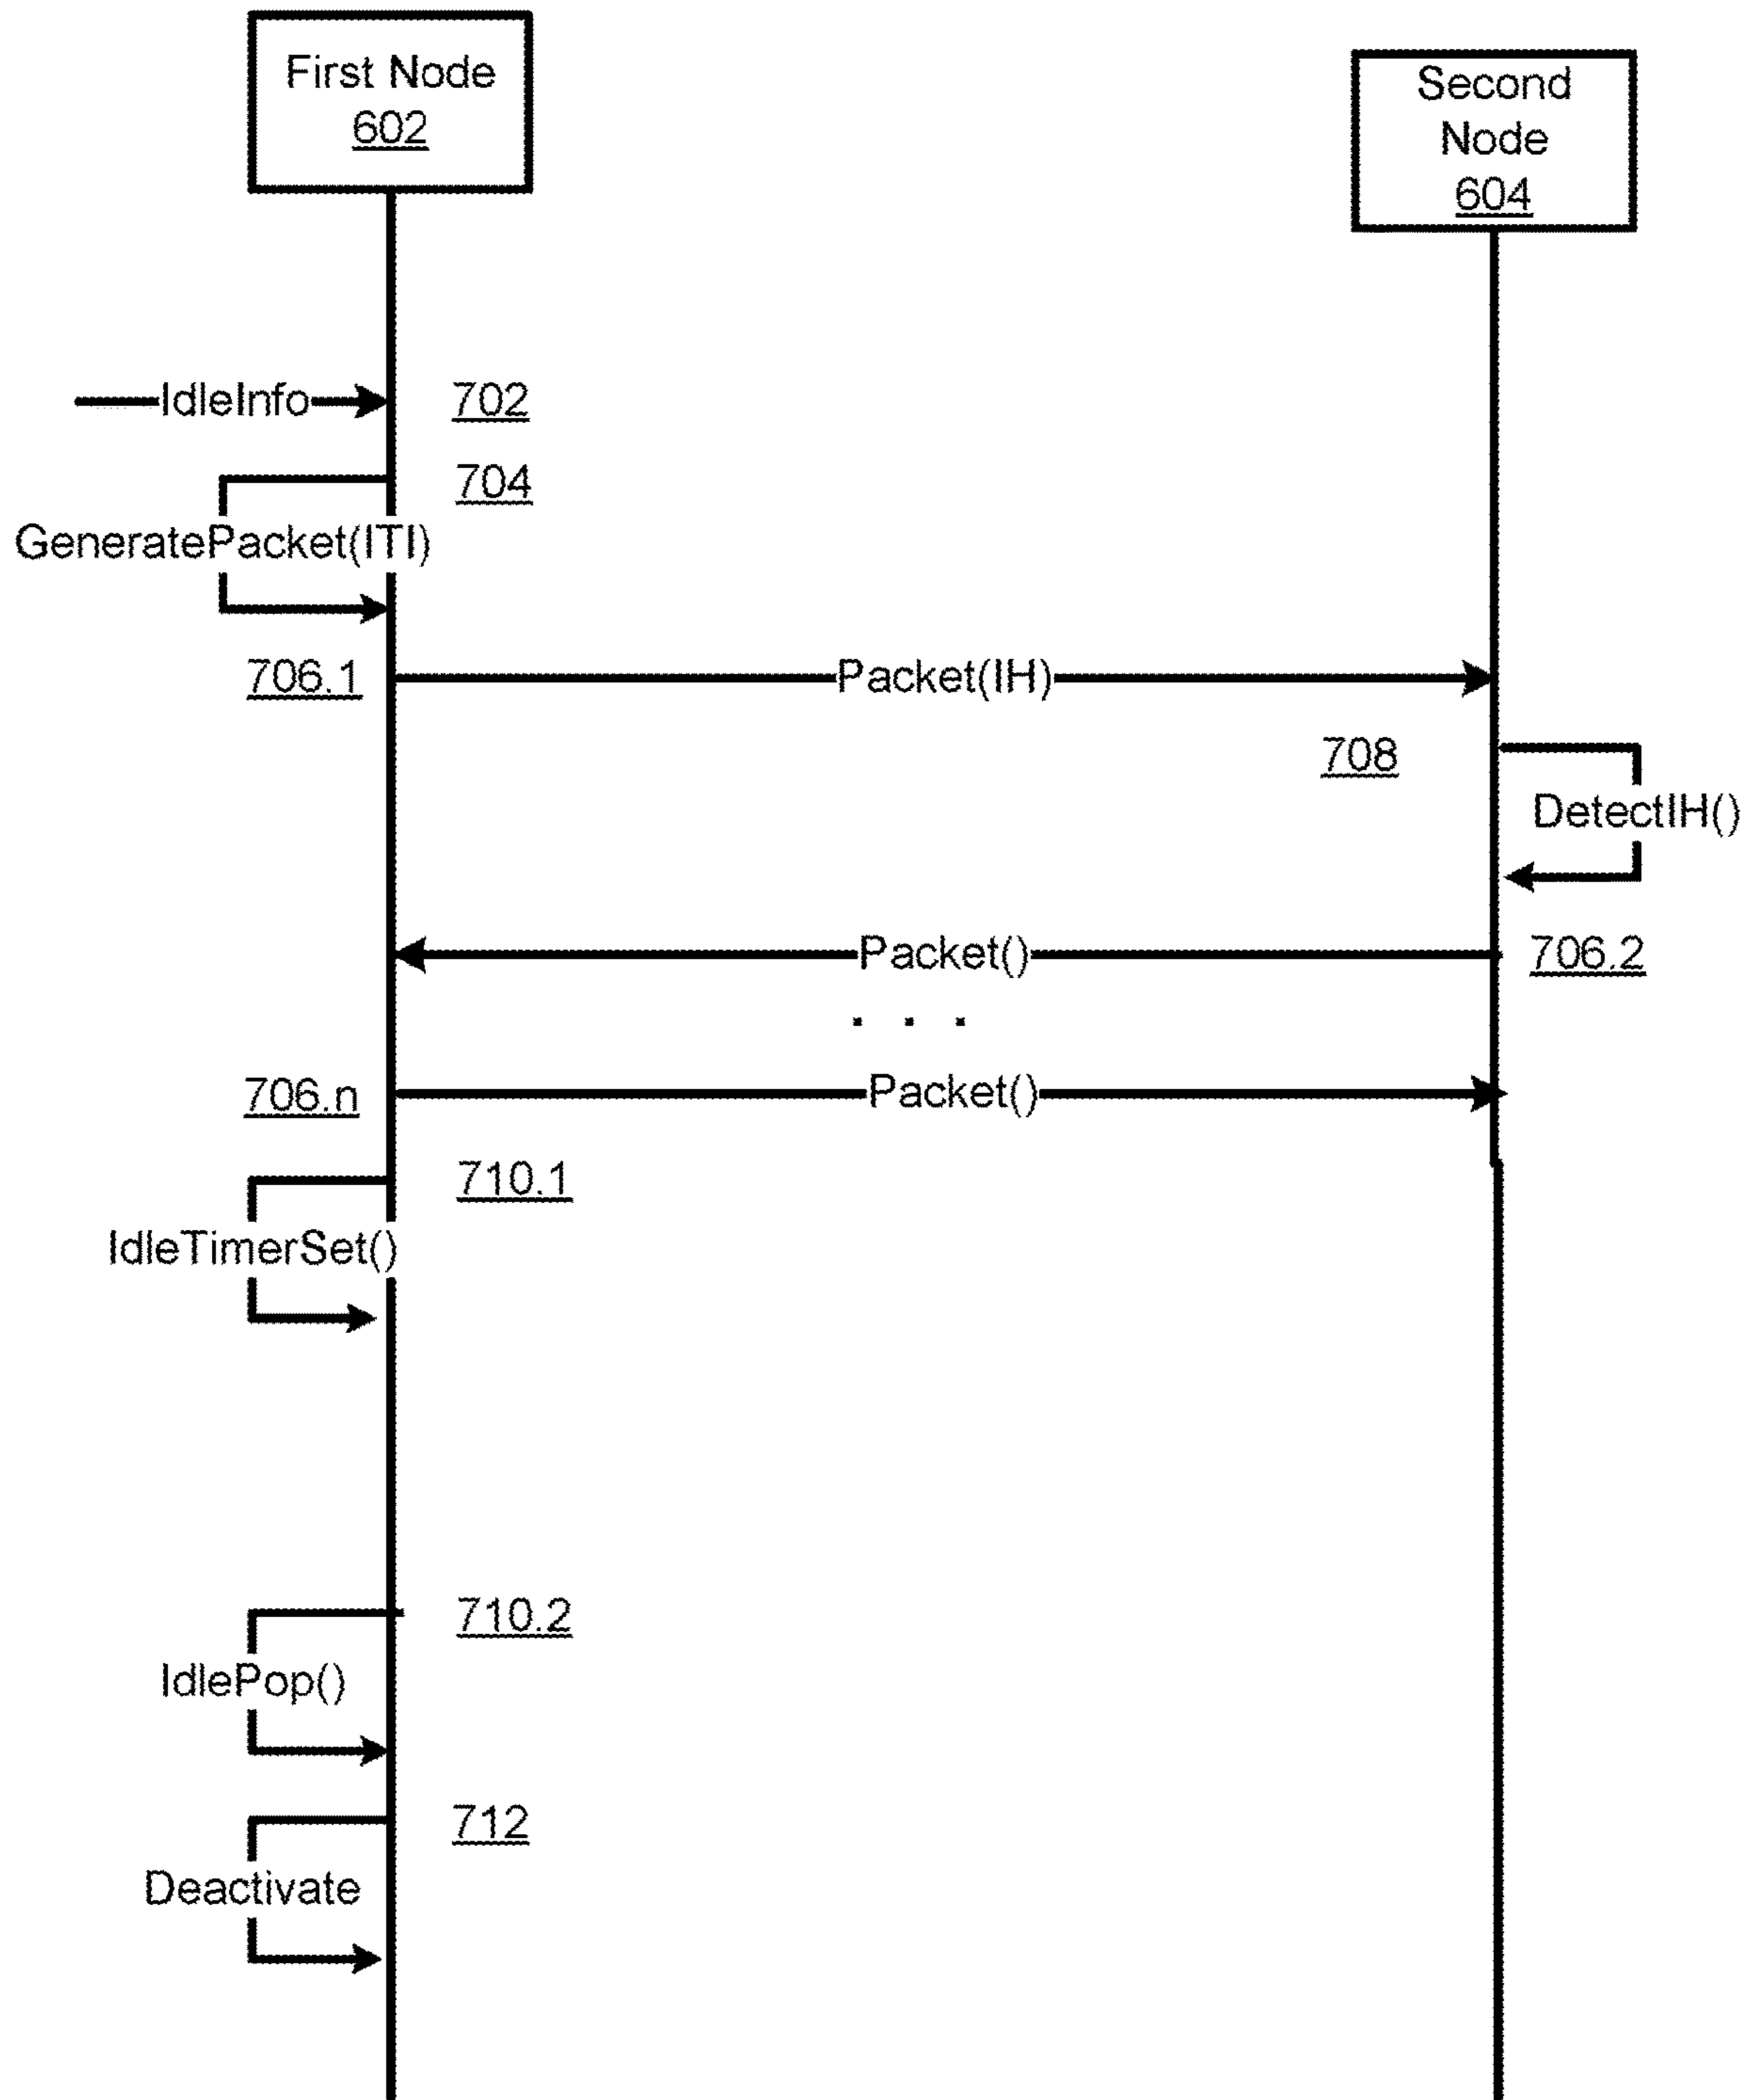 First Node
602
Second
Node
604
IdleInfo
702
704
GeneratePacket(ITI)
706.1
Packet(IH)
708
DetectIH()
Packet()
706.2
. . .
706.n
Packet()
710.1
IdleTimerSet()
710.2
IdlePop()
712
Deactivate